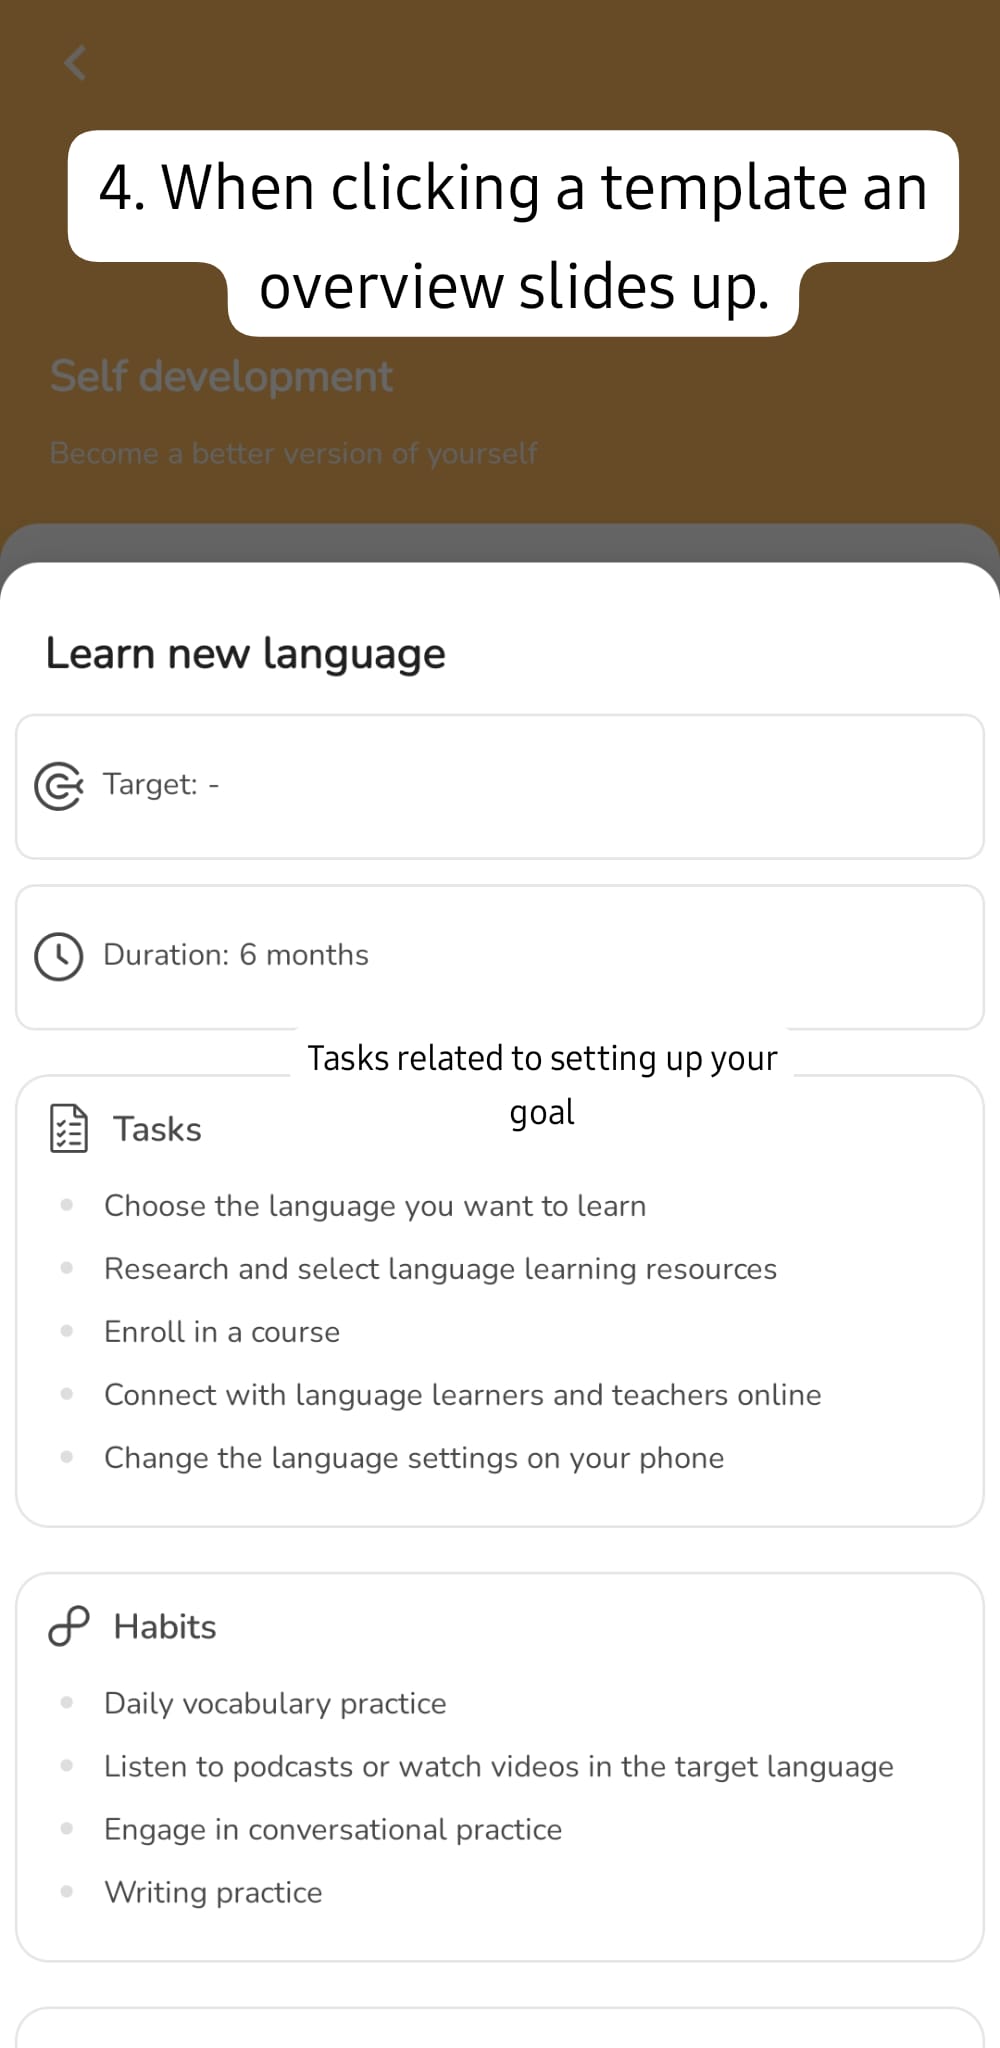 4. When clicking a template an
overview slides up.
Self development
Become a better version of yourself
Learn new language
Target: -
Duration: 6 months
Tasks related to setting up your
goal
Tasks
Choose the language you want to learn
Research and select language learning resources
Enroll in a course
Connect with language learners and teachers online
Change the language settings on your phone
Habits
Daily vocabulary practice
Listen to podcasts or watch videos in the target language
Engage in conversational practice
Writing practice